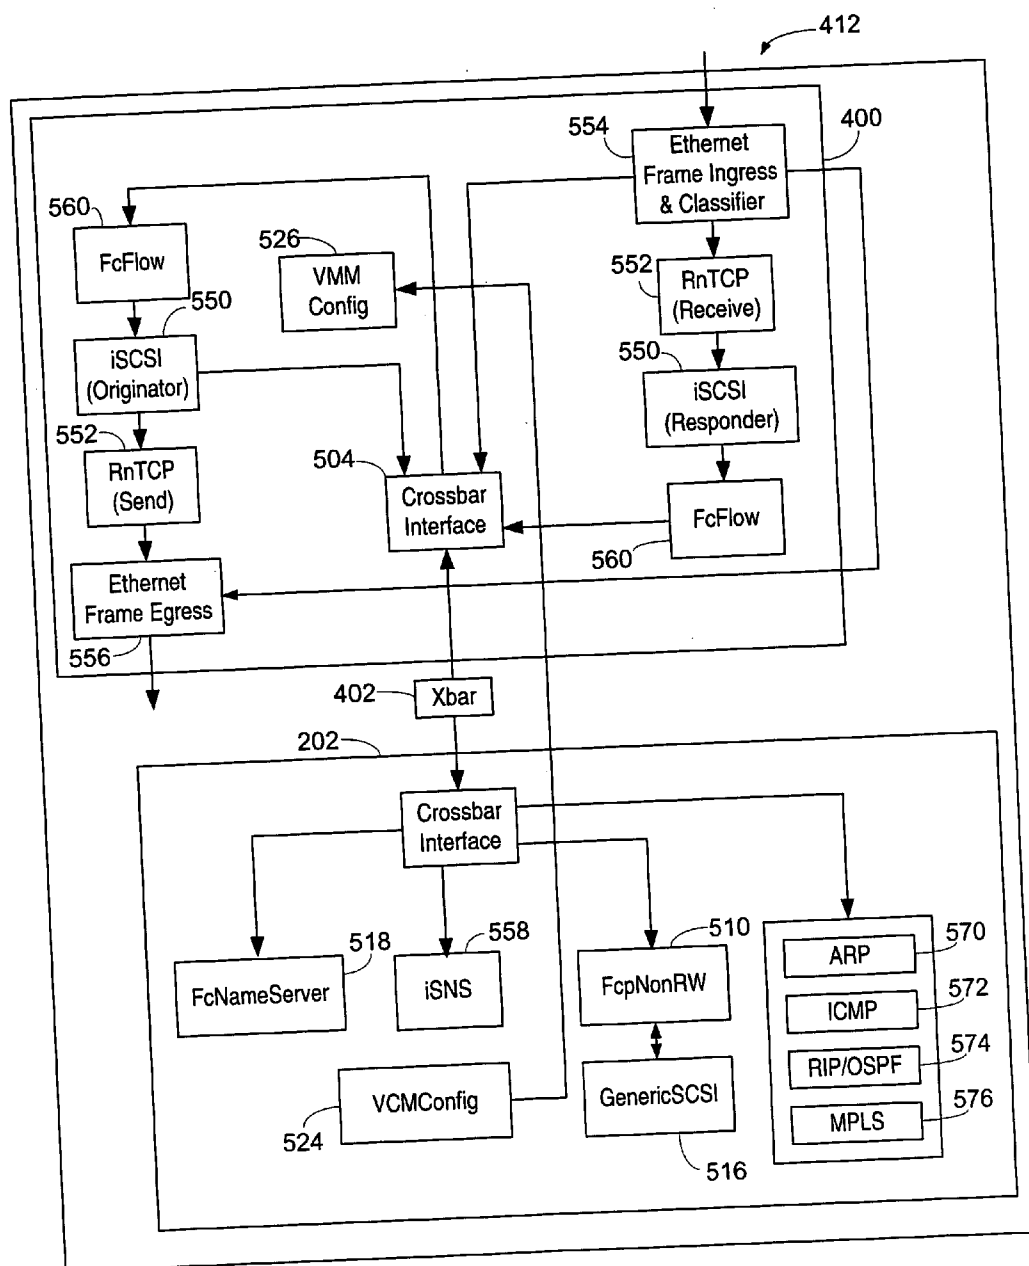 412
554
Ethernet
Frame Ingress
& Classifier
400
560
FcFlow
526
VMM
Config
552
RnTCP
(Receive)
550
iSCSI
(Originator)
550
iSCSI
(Responder)
552
RnTCP
(Send)
504
Crossbar
Interface
FcFlow
560
Ethernet
Frame Egress
556
402
Xbar
202
Crossbar
Interface
518
FcNameServer
558
iSNS
510
FcpNonRW
ARP
570
ICMP
572
RIP/OSPF
574
MPLS
576
VCMConfig
524
GenericSCSI
516